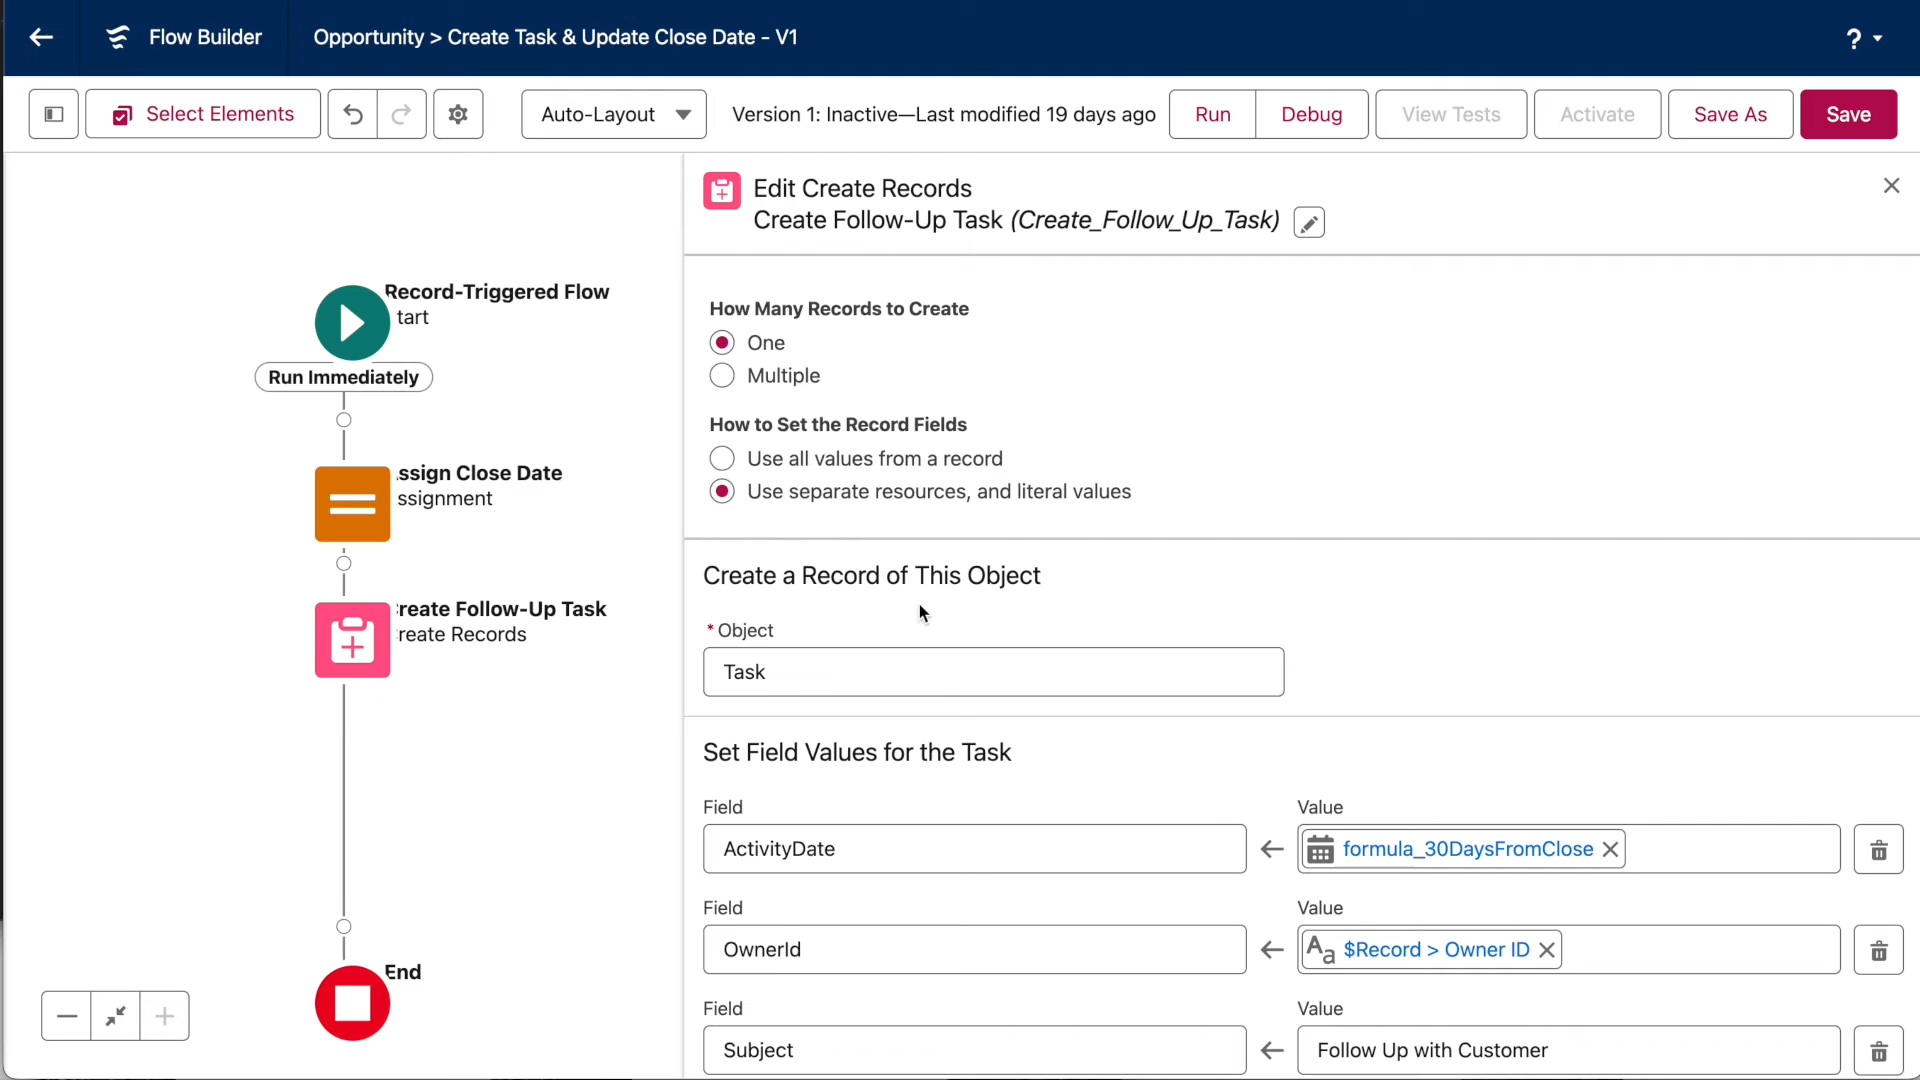 Flow Builder
Opportunity > Create Task & Update Close Date - V1
?
Select Elements
Auto-Layout
Version 1: Inactive—Last modified 19 days ago
Run
Debug
View Tests
Activate
Save As
Save
Record-Triggered Flow
tart
Run Immediately
ssign Close Date
ssignment
reate Follow-Up Task
reate Records
End
Edit Create Records
Create Follow-Up Task (Create_Follow_Up_Task)
How Many Records to Create
One
Multiple
How to Set the Record Fields
Use all values from a record
Use separate resources, and literal values
Create a Record of This Object
* Object
Task
Set Field Values for the Task
Field
Value
ActivityDate
formula_30DaysFromClose
Field
Value
OwnerId
Aa $Record > Owner ID
Field
Value
Subject
Follow Up with Customer